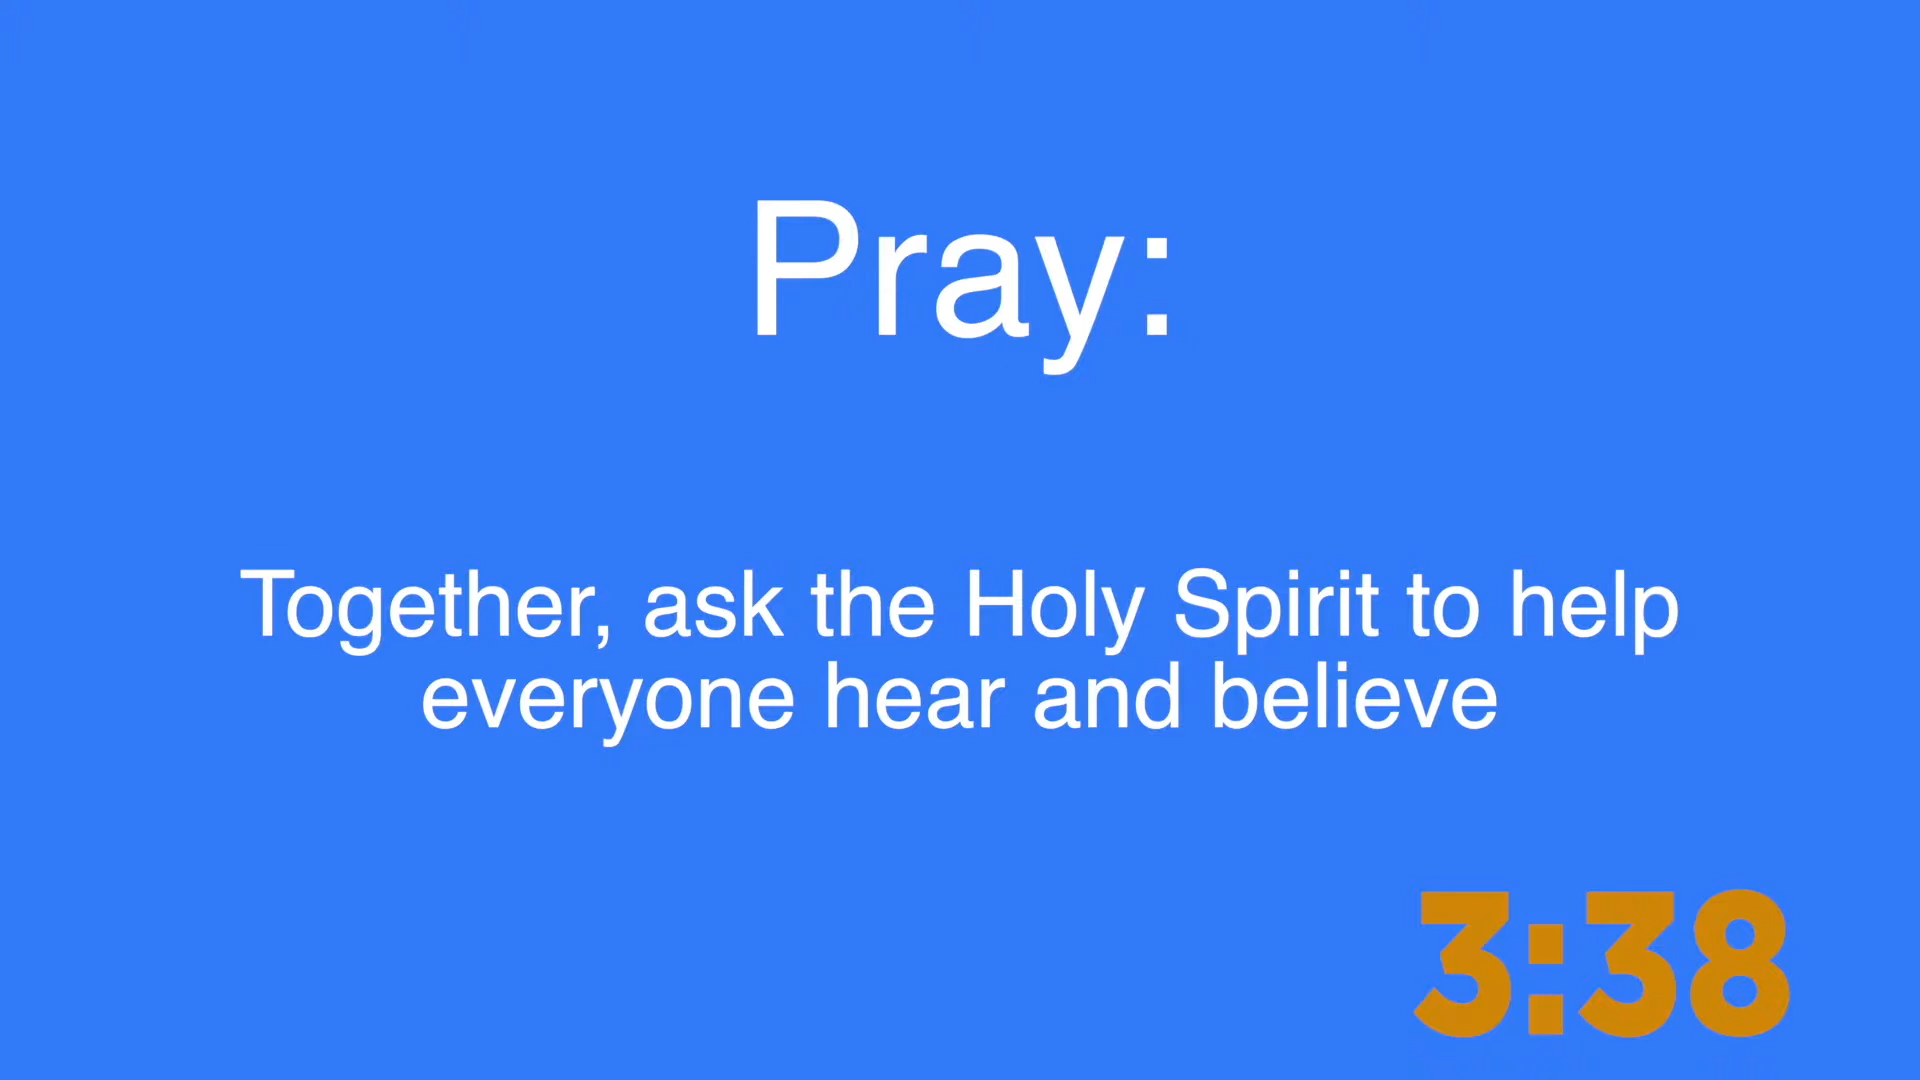 Pray:
Together, ask the Holy Spirit to help
everyone hear and believe
3:38